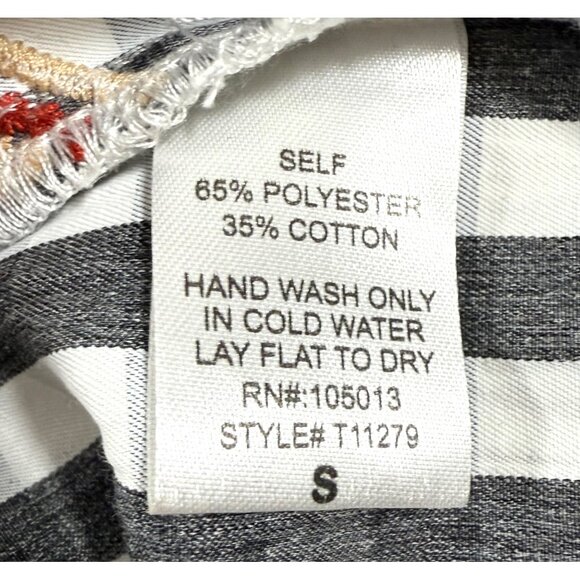 SELF
65% POLYESTER
35% COTTON
HAND WASH ONLY
IN COLD WATER
LAY FLAT TO DRY
RN#:105013
STYLE# T11279
S